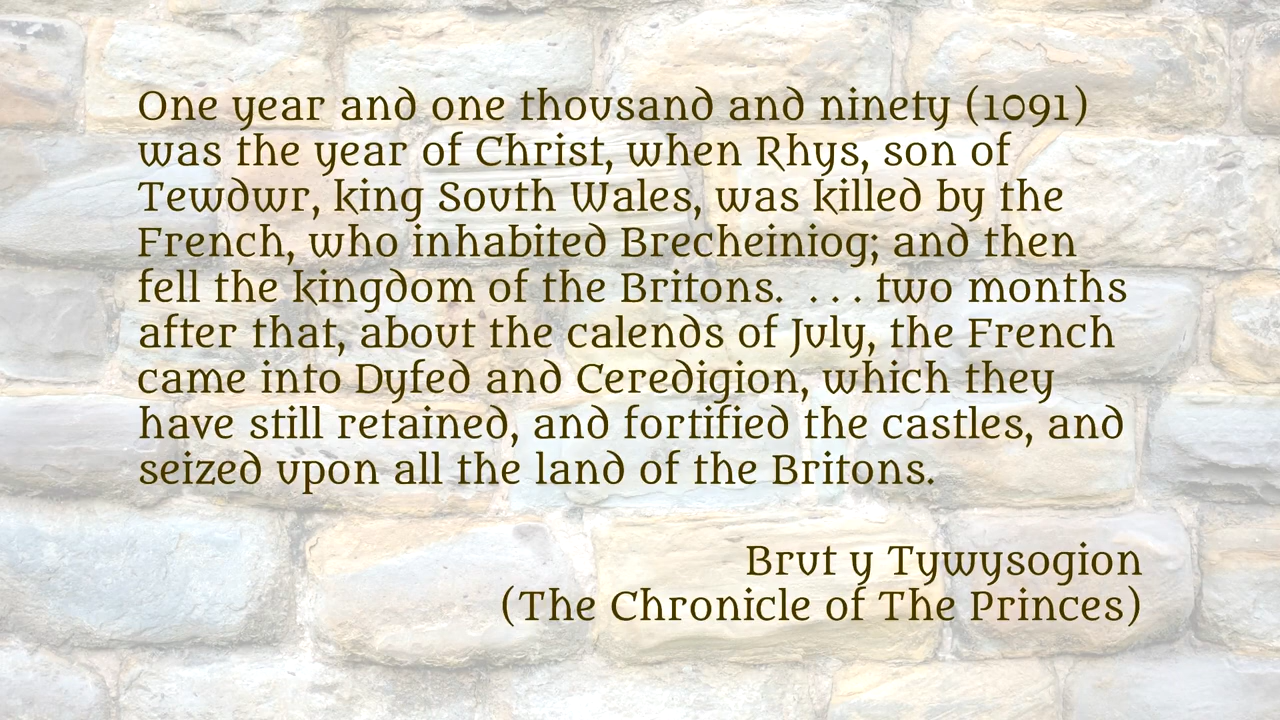 One year and one thousand and ninety (1091)
was the year of Christ, when Rhys, son of
Tewdwr, king South Wales, was killed by the
French, who inhabited Brecheiniog; and then
fell the kingdom of the Britons.  . . . two months
after that, about the calends of July, the French
came into Dyfed and Ceredigion, which they
have still retained, and fortified the castles, and
seized upon all the land of the Britons.
Brut y Tywysogion
(The Chronicle of The Princes)